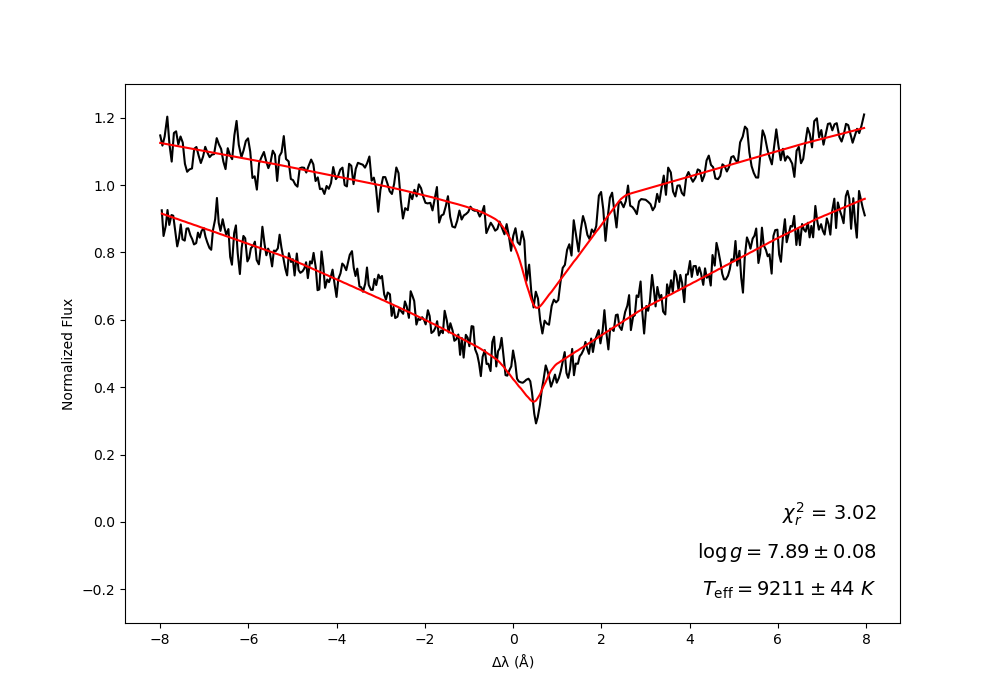 1.2
1.0
0.8
0.6
0.4
0.2
0.0
−0.2
Normalized Flux
χ²ᵣ = 3.02
log g = 7.89 ± 0.08
T_eff = 9211 ± 44 K
−8 −6 −4 −2 0 2 4 6 8
Δλ (Å)